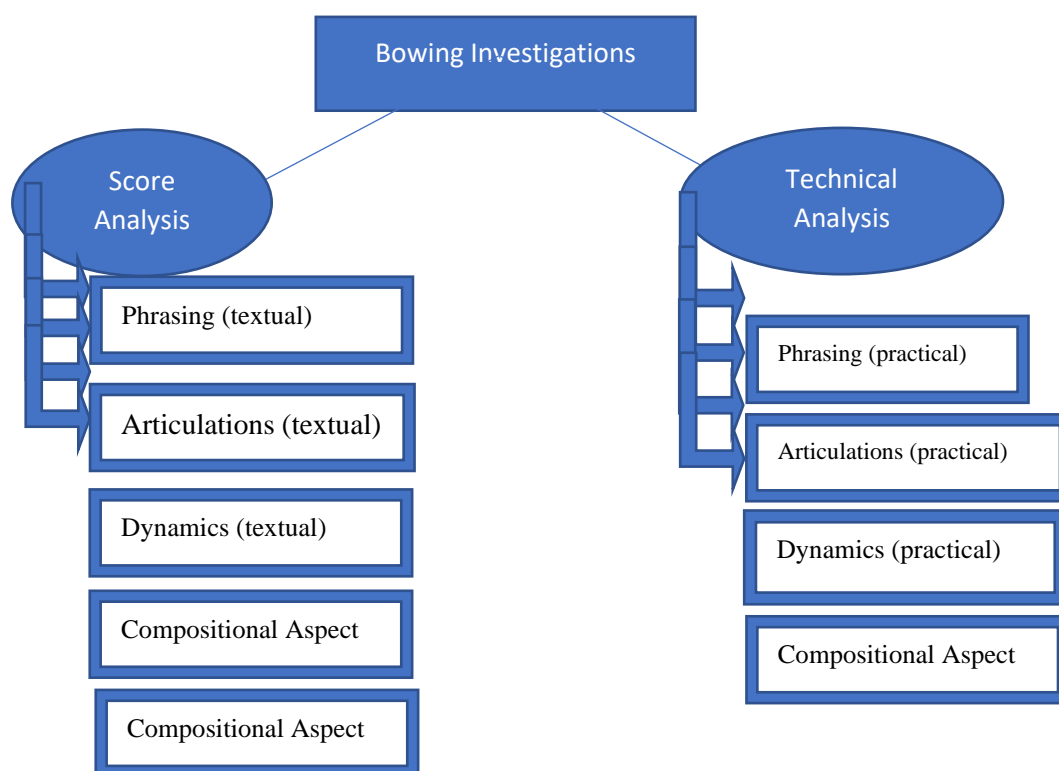 Bowing Investigations
Score
Analysis
Technical
Analysis
Phrasing (textual)
Articulations (textual)
Dynamics (textual)
Compositional Aspect
Compositional Aspect
Phrasing (practical)
Articulations (practical)
Dynamics (practical)
Compositional Aspect